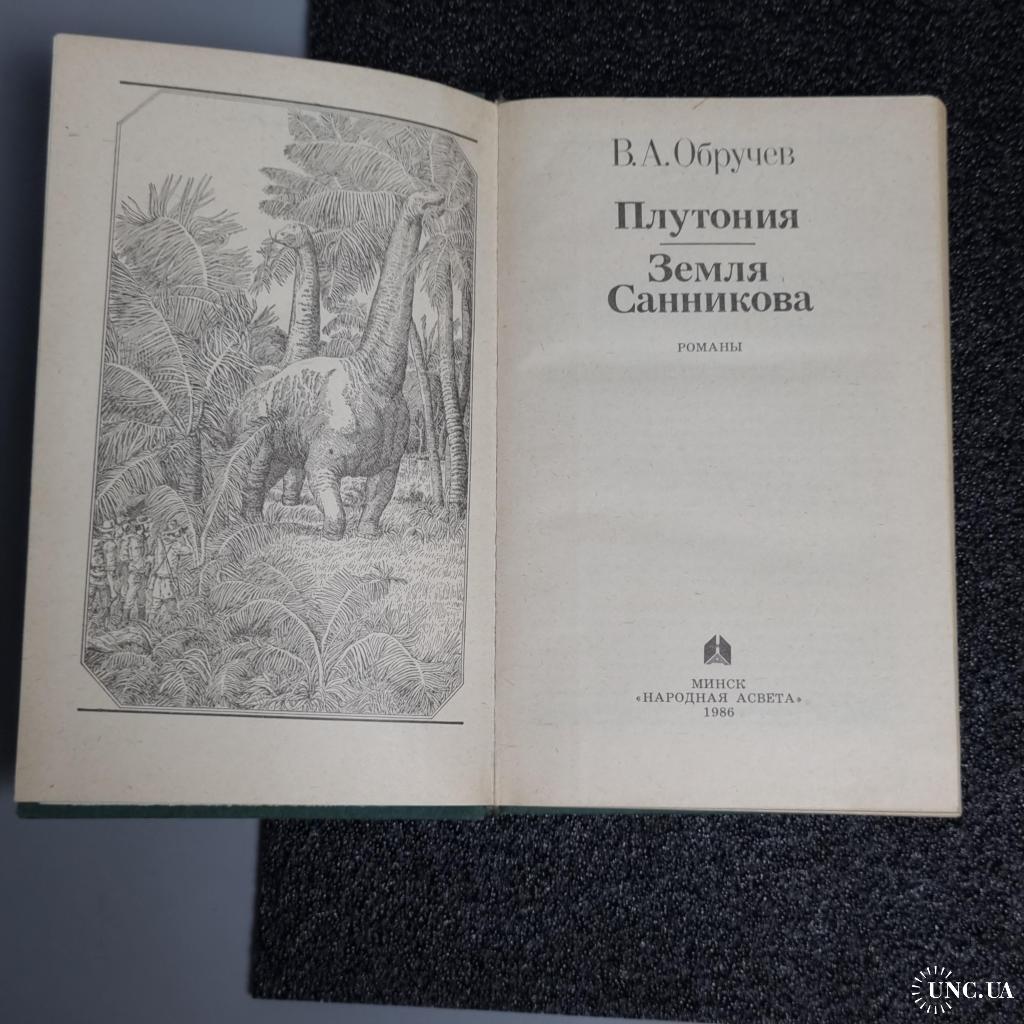 В. А. Обручев
Плутония
Земля
Санникова
РОМАНЫ
МИНСК
«НАРОДНАЯ АСВЕТА»
1986
UNC.UA